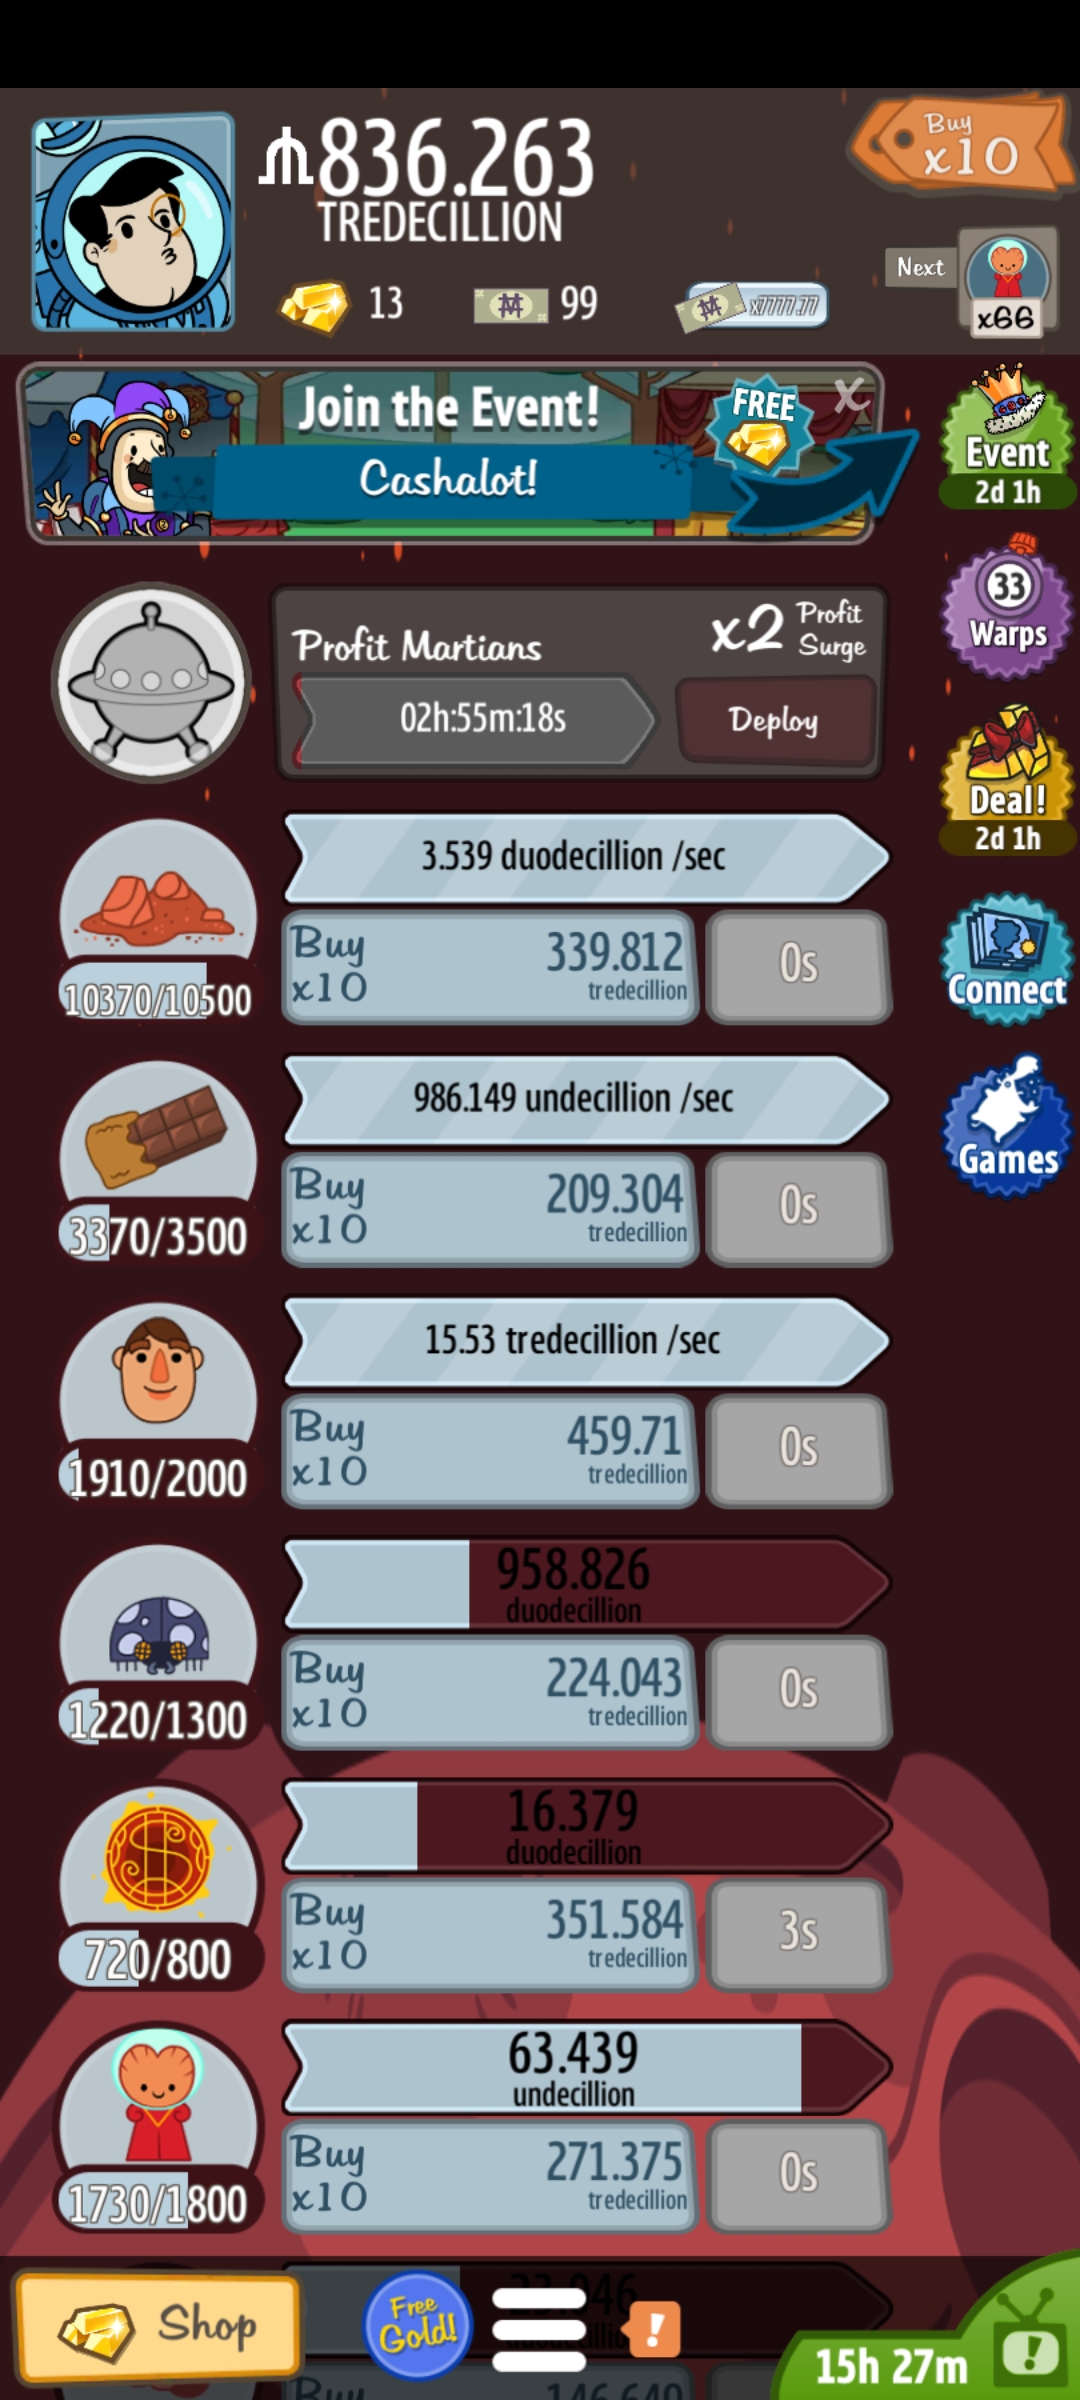 836.263
TREDECILLION
Buy
x10
13
99
x7777.77
Next
x66
Join the Event!
FREE
X
Cashalot!
Event
2d 1h
33
Warps
Profit Martians
x2 Profit Surge
02h:55m:18s
Deploy
Deal!
2d 1h
3.539 duodecillion /sec
Buy
x10
339.812
tredecillion
0s
10370/10500
Connect
986.149 undecillion /sec
Buy
x10
209.304
tredecillion
0s
3370/3500
Games
15.53 tredecillion /sec
Buy
x10
459.71
tredecillion
0s
1910/2000
958.826
duodecillion
Buy
x10
224.043
tredecillion
0s
1220/1300
16.379
duodecillion
Buy
x10
351.584
tredecillion
3s
720/800
63.439
undecillion
Buy
x10
271.375
tredecillion
0s
1730/1800
Shop
Free
Gold!
!
15h 27m
!
Buy